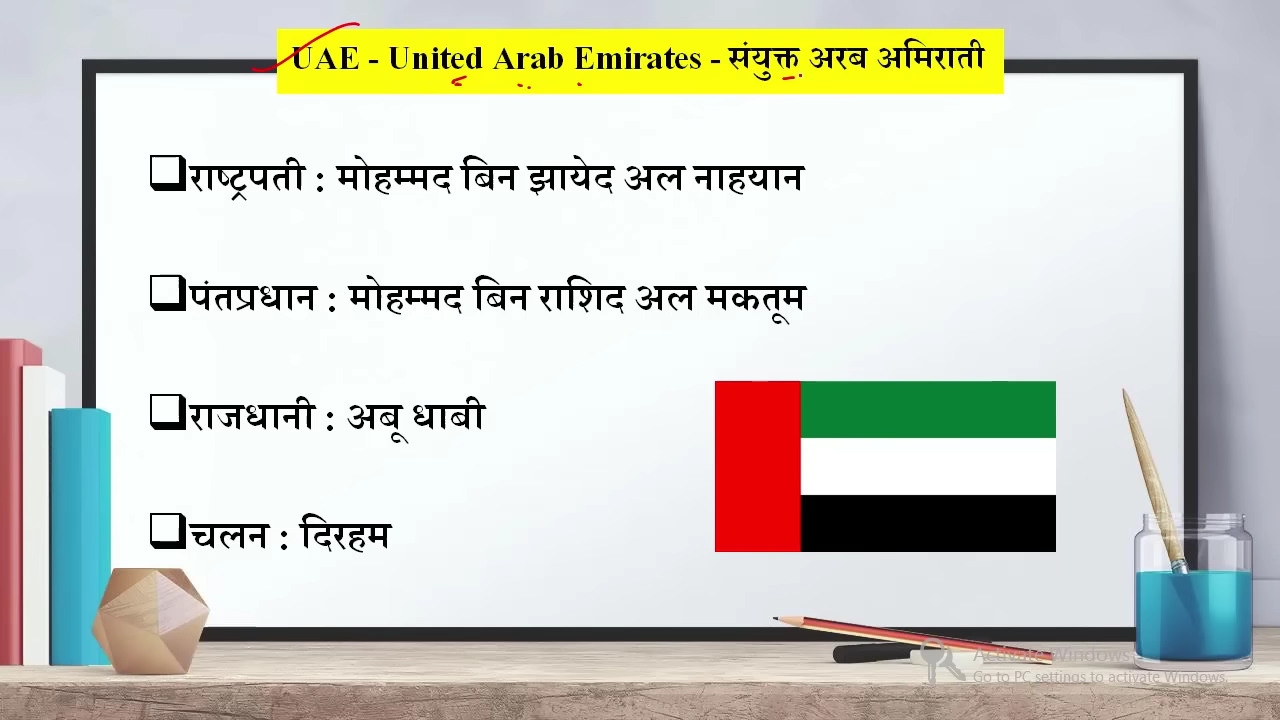 UAE - United Arab Emirates - संयुक्त अरब अमिराती
राष्ट्रपती : मोहम्मद बिन झायेद अल नाहयान
पंतप्रधान : मोहम्मद बिन राशिद अल मकतूम
राजधानी : अबू धाबी
चलन : दिरहम
Activate Windows
Go to PC settings to activate Windows.